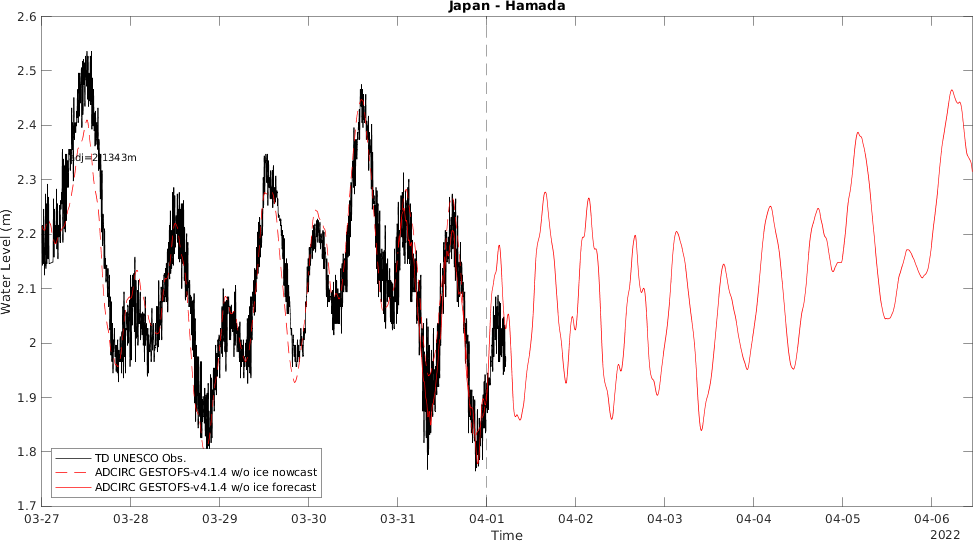 Japan - Hamada
2.6
2.5
2.4
2.3
2.2
2.1
2
1.9
1.8
1.7
Water Level (m)
adj=2.1343m
TD UNESCO Obs.
ADCIRC GESTOFS-v4.1.4 w/o ice nowcast
ADCIRC GESTOFS-v4.1.4 w/o ice forecast
03-27 03-28 03-29 03-30 03-31 04-01 04-02 04-03 04-04 04-05 04-06
Time
2022